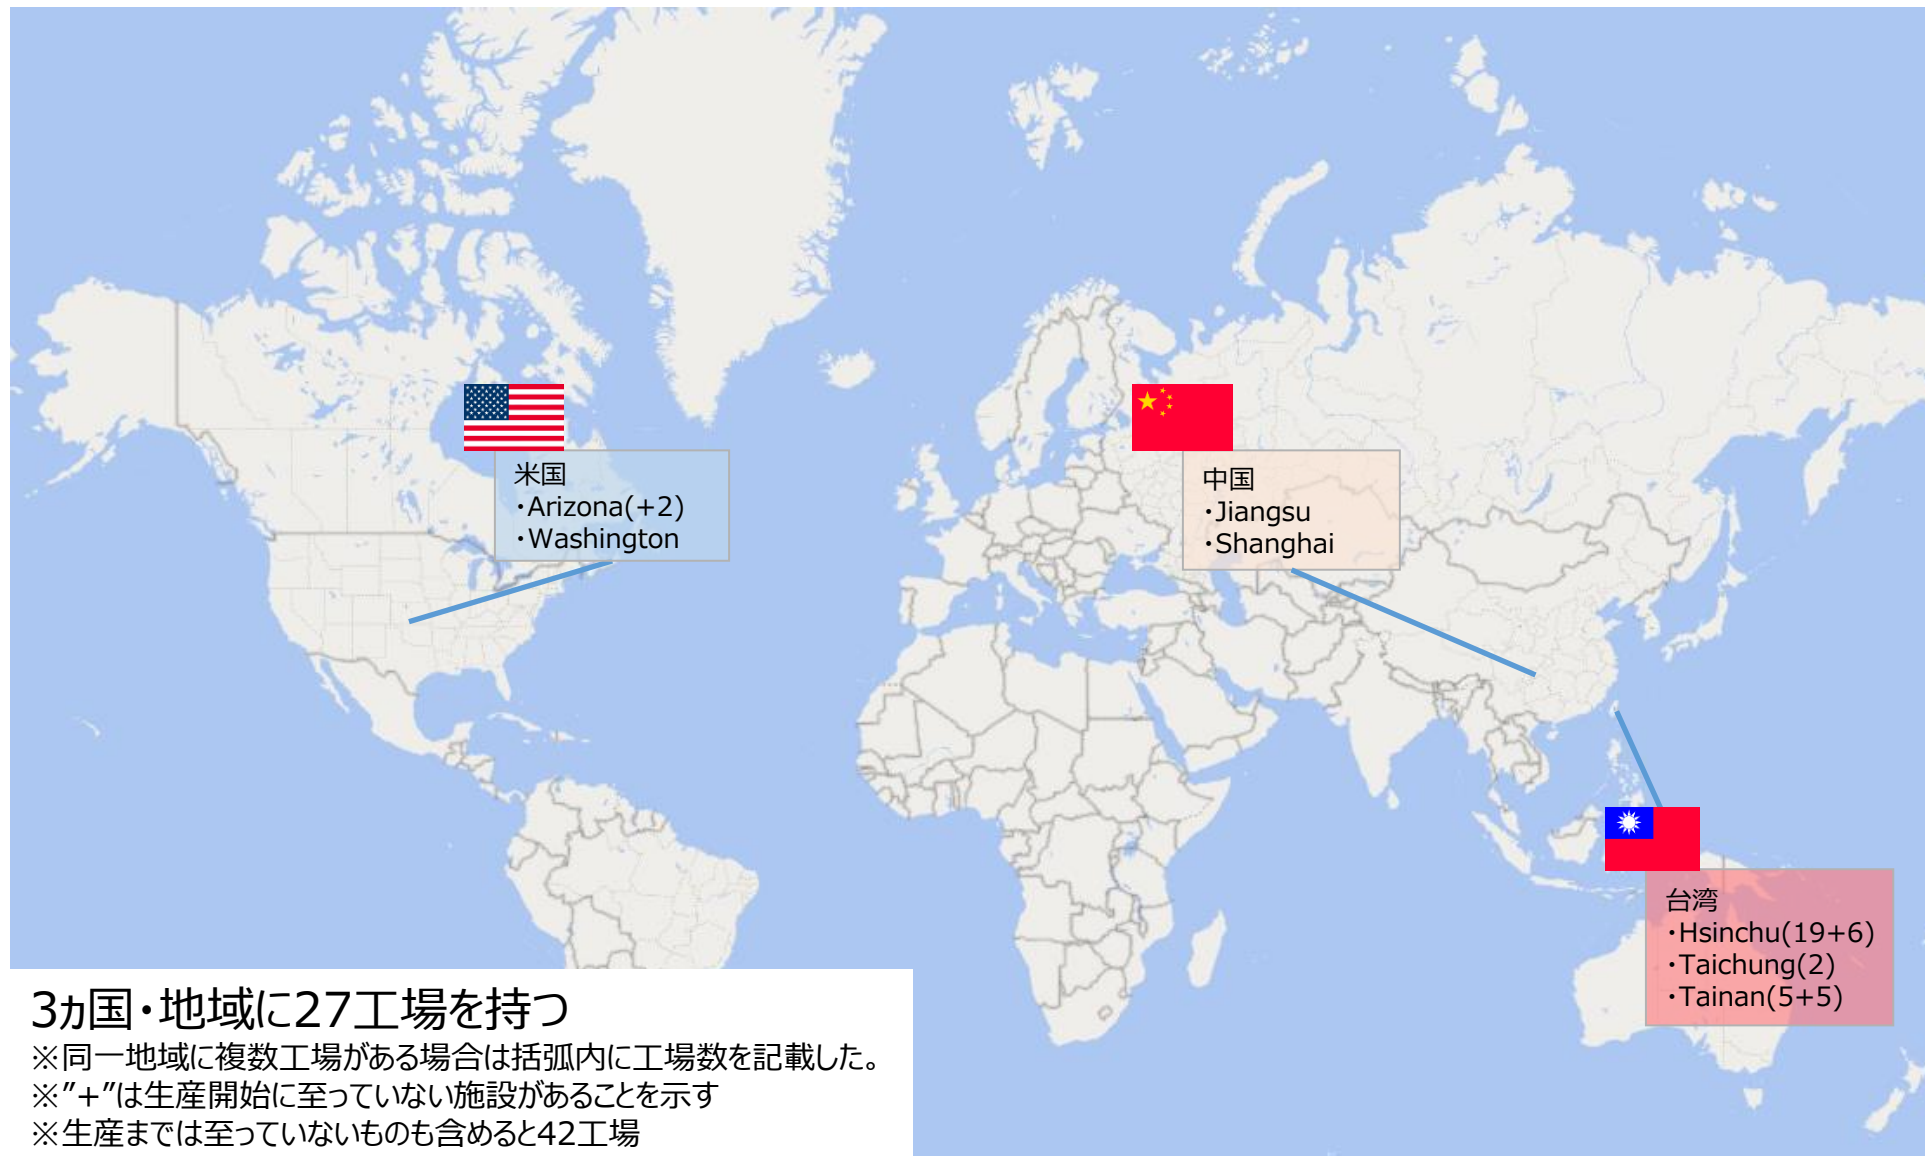 米国
・Arizona(+2)
・Washington
中国
・Jiangsu
・Shanghai
台湾
・Hsinchu(19+6)
・Taichung(2)
・Tainan(5+5)
3ヵ国・地域に27工場を持つ
※同一地域に複数工場がある場合は括弧内に工場数を記載した。
※"+"は生産開始に至っていない施設があることを示す
※生産までは至っていないものも含めると42工場